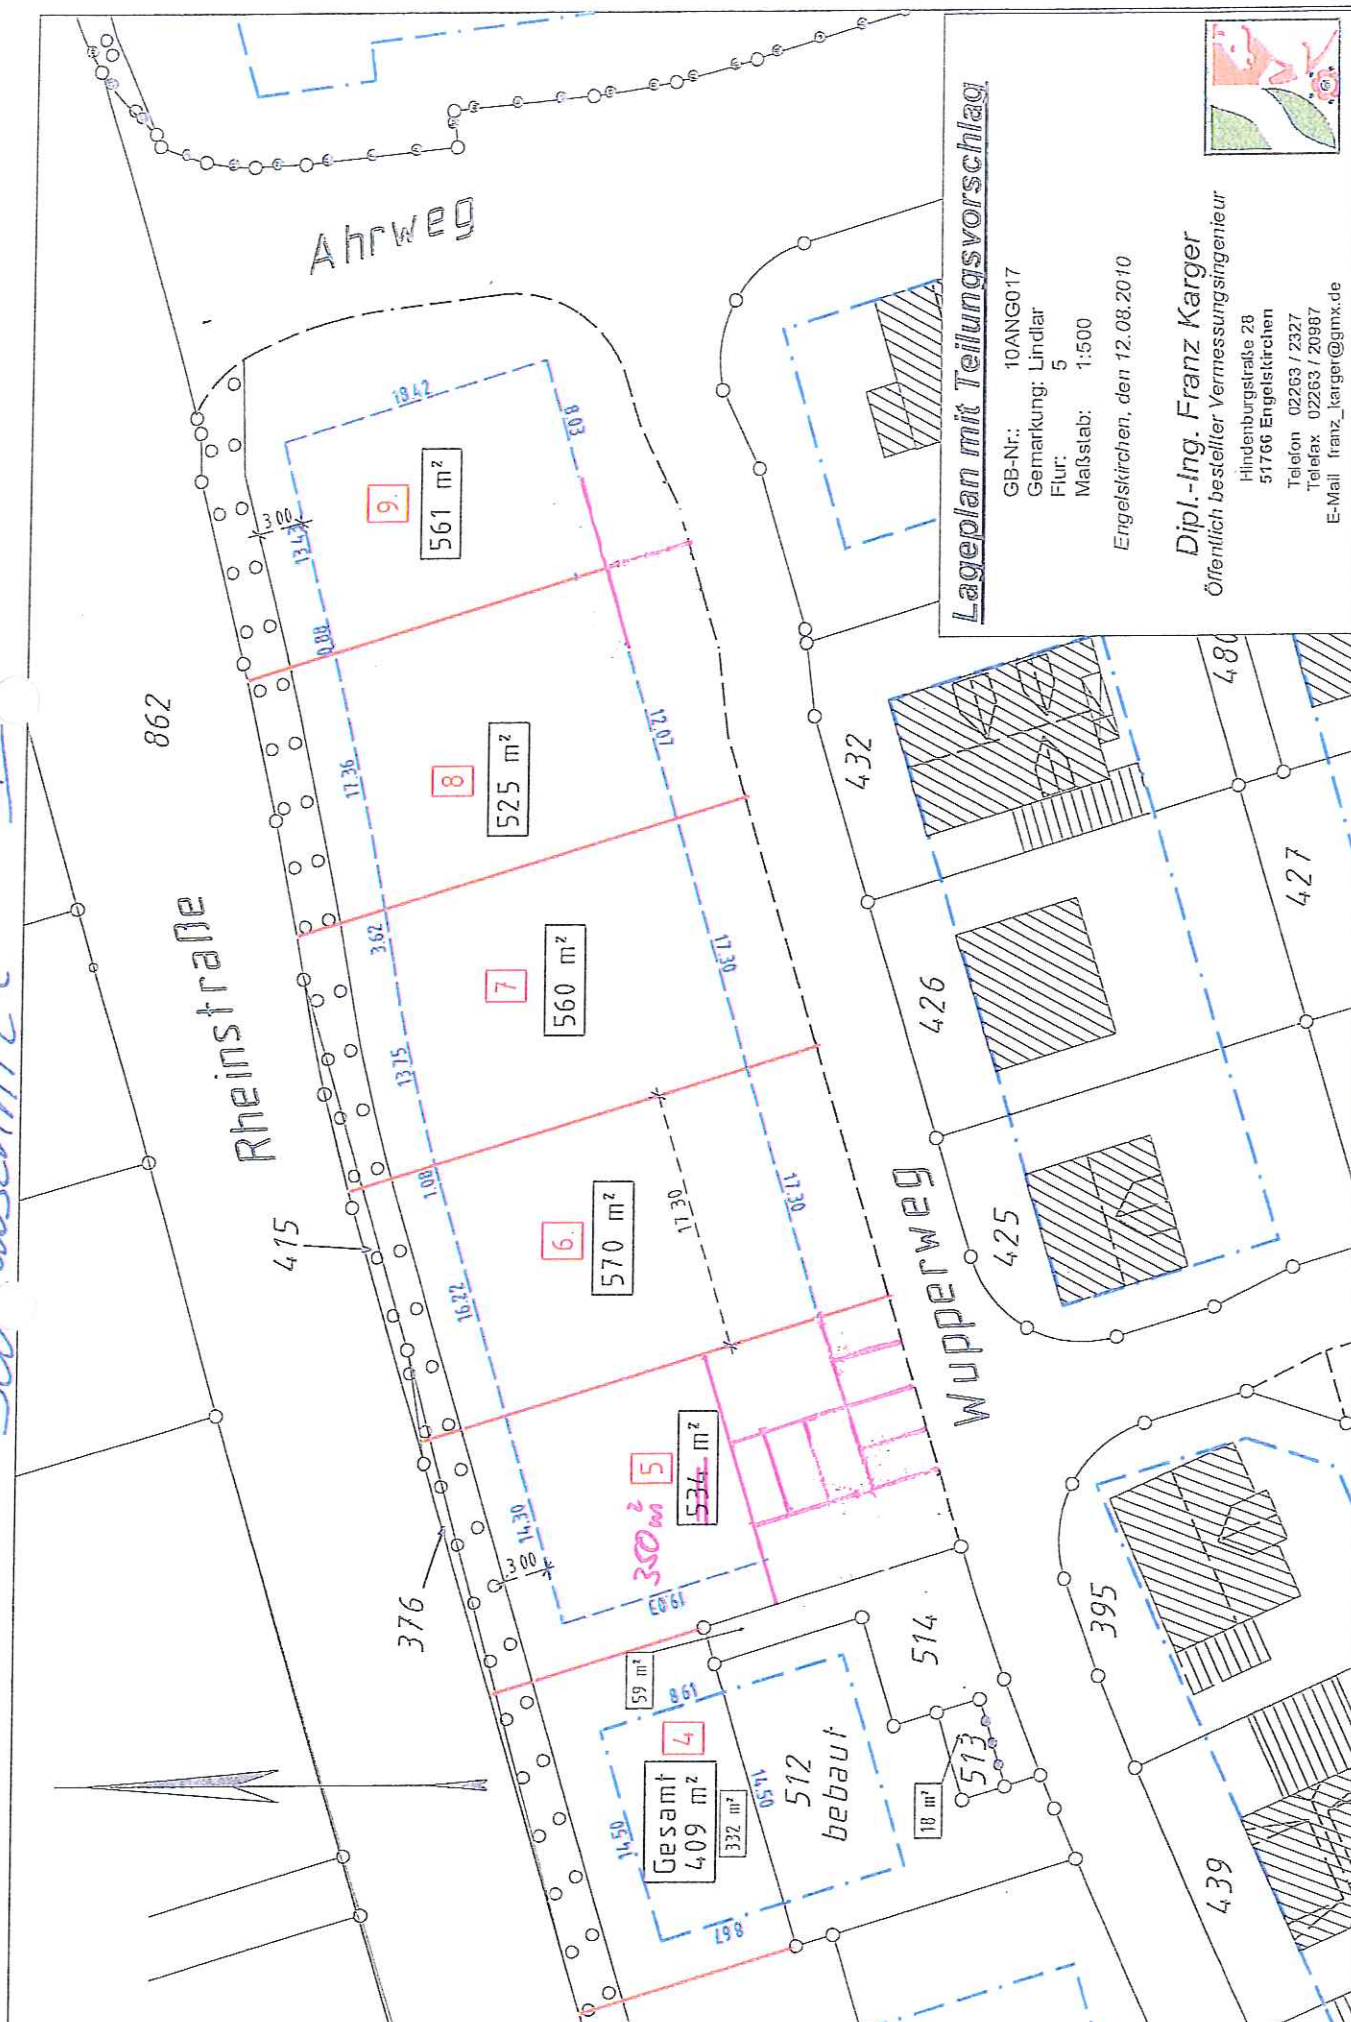 Lageplan mit Teilungsvorschlag
GB-Nr.: 10ANG017
Gemarkung: Lindlar
Flur: 5
Maßstab: 1:500
Engelskirchen, den 12.08.2010
Dipl.-Ing. Franz Karger
Öffentlich bestellter Vermessungsingenieur
Hindenburgstraße 28
51766 Engelskirchen
Telefon 02263 / 2327
Telefax 02263 / 20987
E-Mail franz_karger@gmx.de
Rheinstraße
Ahrweg
Wupperweg
862
415
376
4
Gesamt
409 m²
332 m²
59 m²
18 m²
14.50
8.61
14.50
8.67
512
bebaut
513
514
5
534 m²
350 m²
14.30
3.00
19.03
6.
570 m²
16.22
1.08
17.30
17.30
7
560 m²
13.75
3.62
17.30
8
525 m²
17.36
0.88
12.07
9.
561 m²
13.43
3.00
18.42
8.03
432
426
425
427
480
395
439